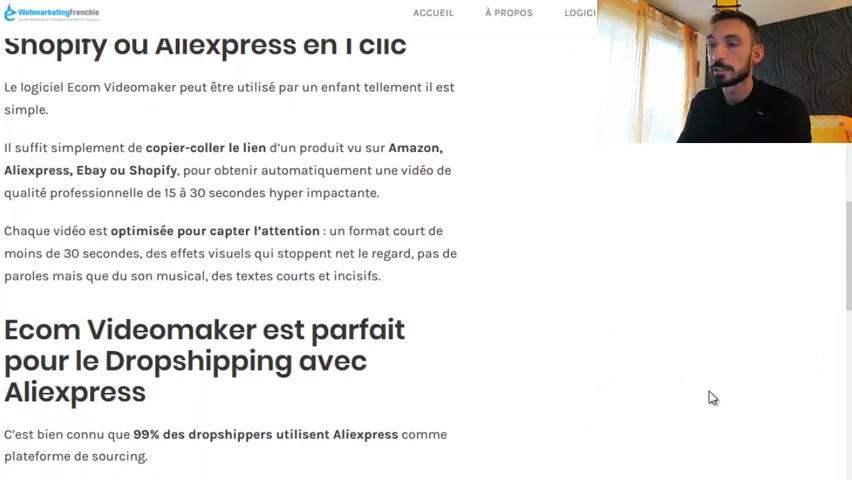 WebmarketingFrenchie
ACCUEIL
À PROPOS
LOGICI
Shopify ou Aliexpress en 1 clic
Le logiciel Ecom Videomaker peut être utilisé par un enfant tellement il est
simple.
Il suffit simplement de copier-coller le lien d’un produit vu sur Amazon,
Aliexpress, Ebay ou Shopify, pour obtenir automatiquement une vidéo de
qualité professionnelle de 15 à 30 secondes hyper impactante.
Chaque vidéo est optimisée pour capter l’attention : un format court de
moins de 30 secondes, des effets visuels qui stoppent net le regard, pas de
paroles mais que du son musical, des textes courts et incisifs.
Ecom Videomaker est parfait
pour le Dropshipping avec
Aliexpress
C’est bien connu que 99% des dropshippers utilisent Aliexpress comme
plateforme de sourcing.